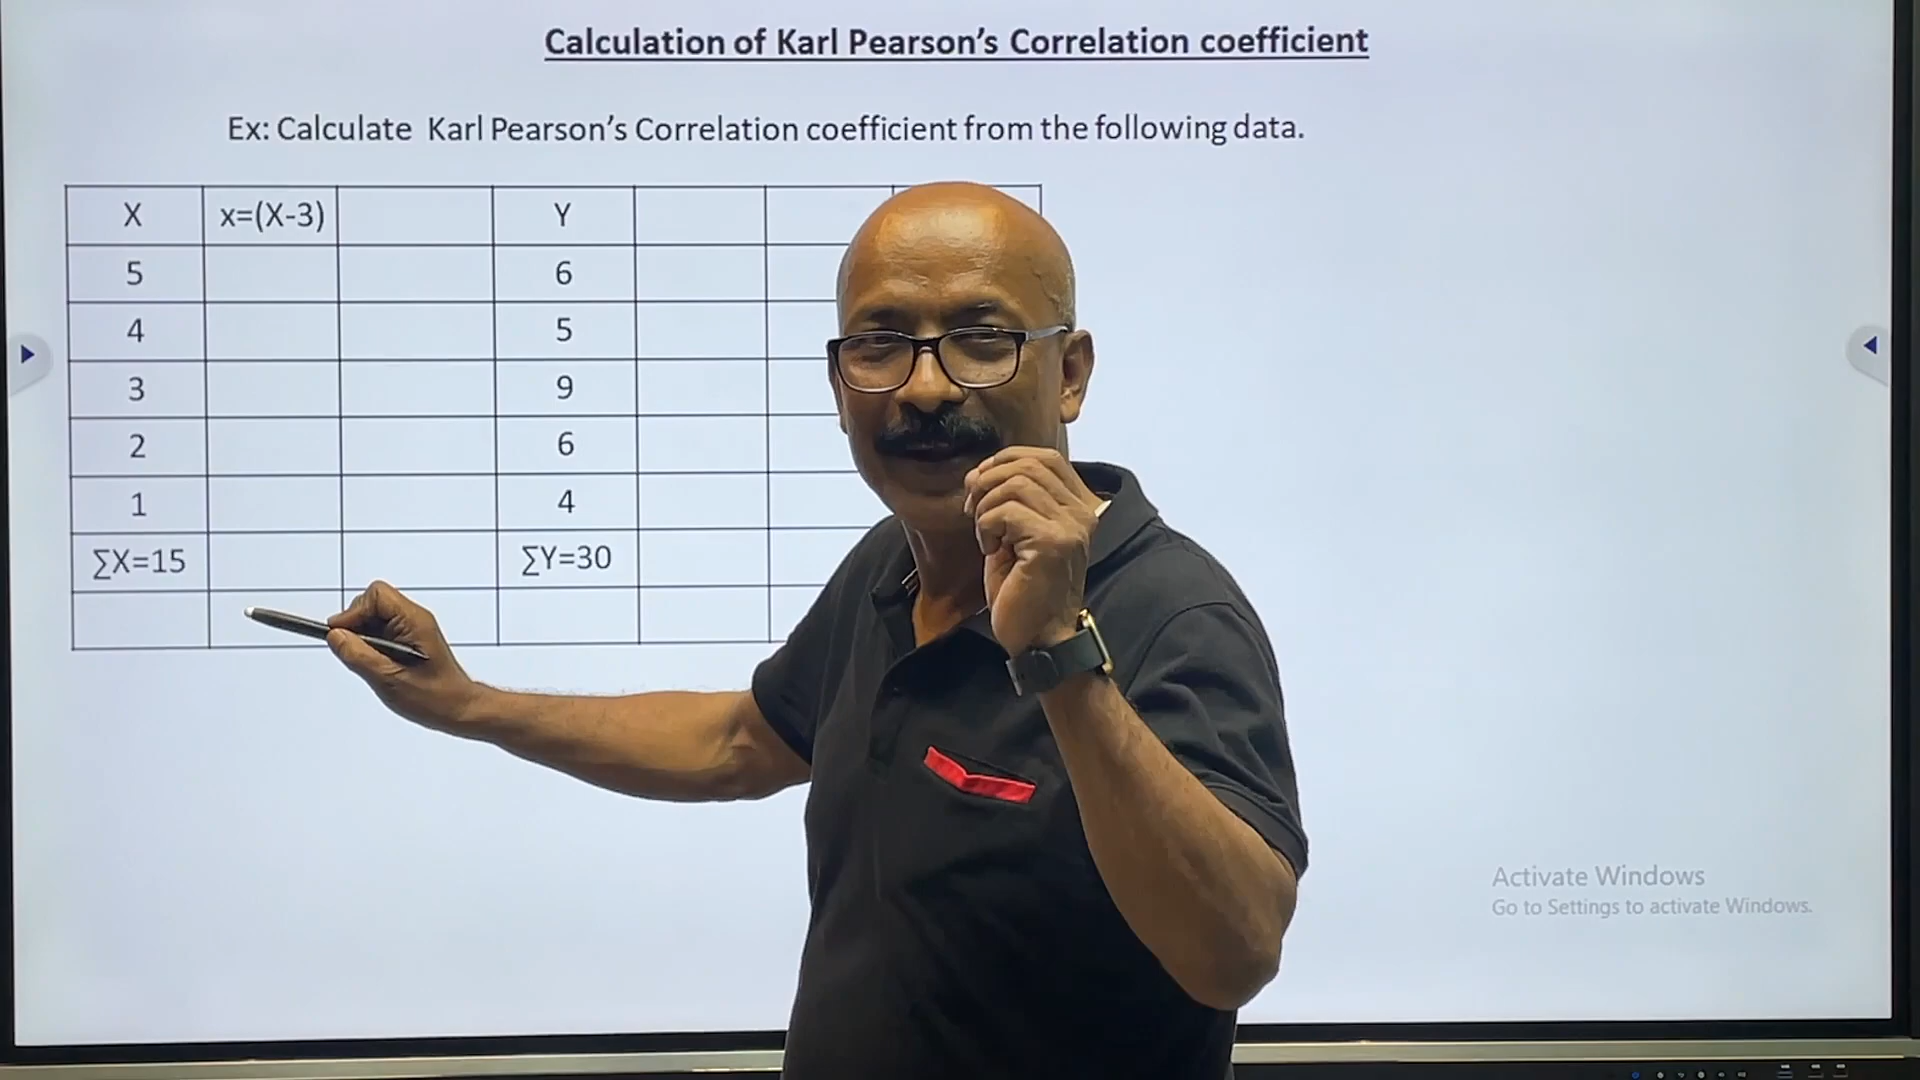 Calculation of Karl Pearson’s Correlation coefficient
Ex: Calculate Karl Pearson’s Correlation coefficient from the following data.
X x=(X-3) Y
5 6
4 5
3 9
2 6
1 4
∑X=15 ∑Y=30
Activate Windows
Go to Settings to activate Windows.